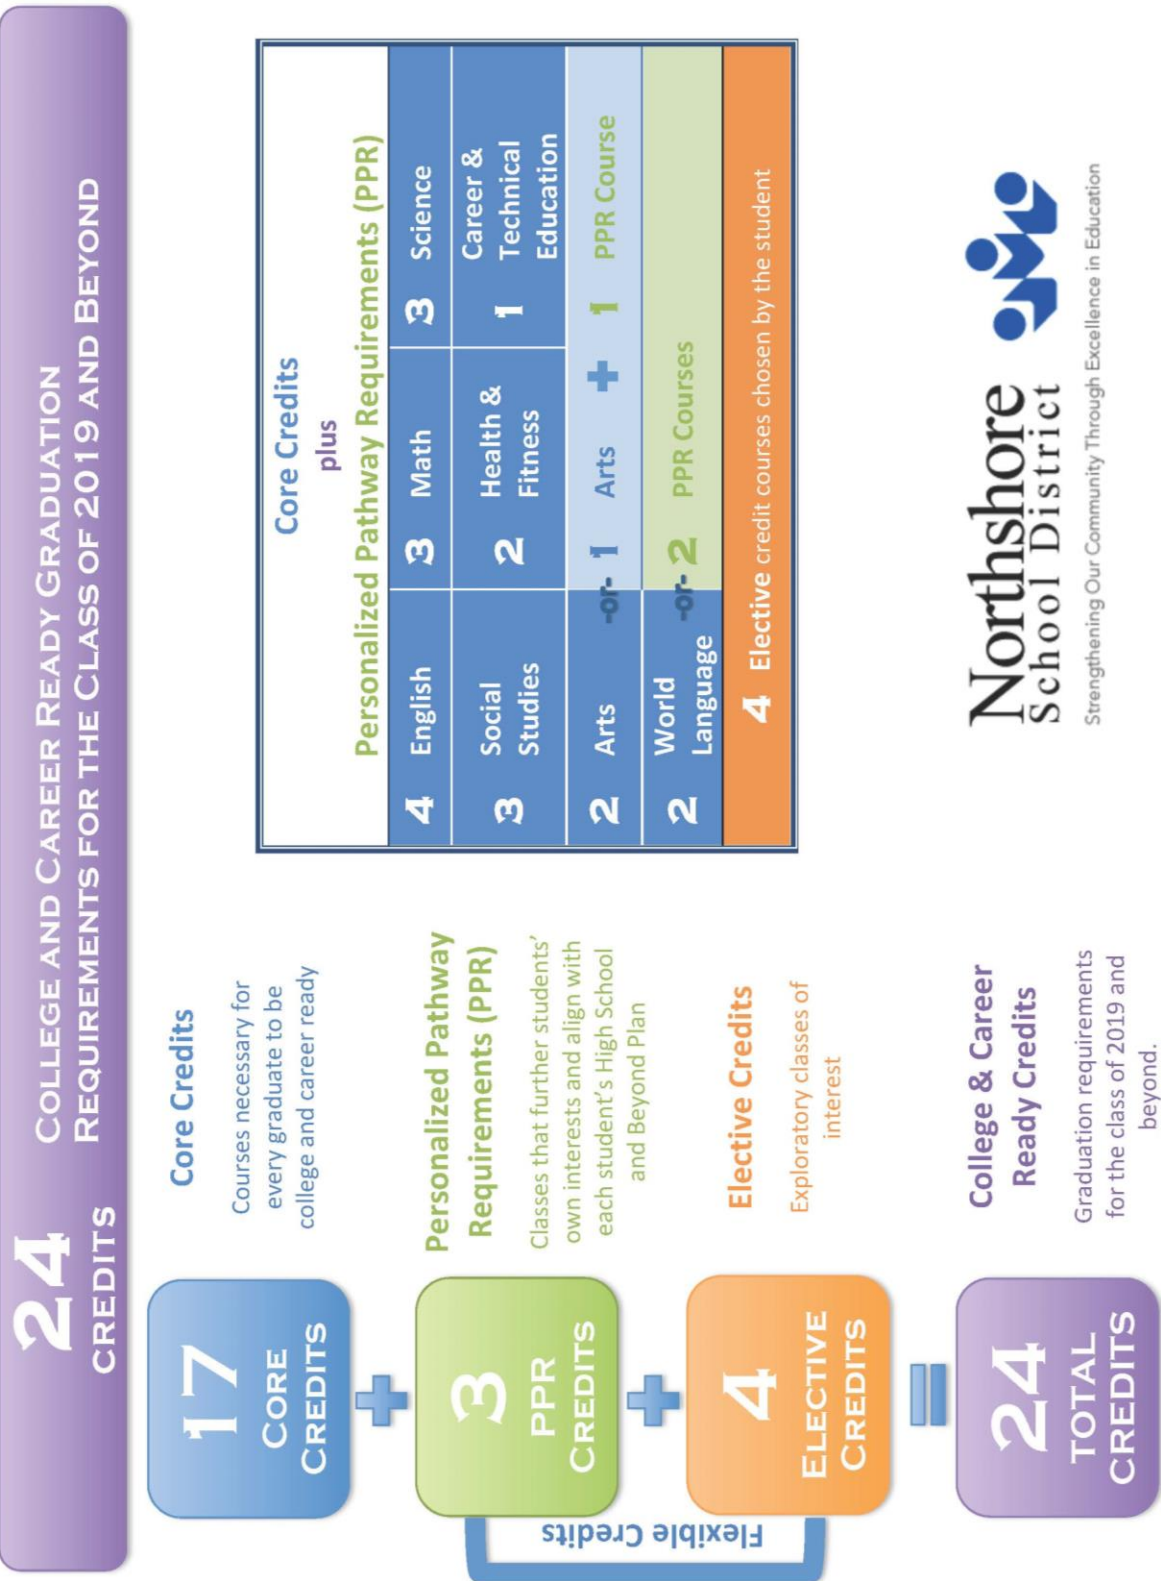 24
CREDITS
COLLEGE AND CAREER READY GRADUATION
REQUIREMENTS FOR THE CLASS OF 2019 AND BEYOND
17
CORE
CREDITS
Core Credits
Courses necessary for
every graduate to be
college and career ready
3
PPR
CREDITS
Personalized Pathway
Requirements (PPR)
Classes that further students’
own interests and align with
each student’s High School
and Beyond Plan
4
ELECTIVE
CREDITS
Elective Credits
Exploratory classes of
interest
Flexible Credits
24
TOTAL
CREDITS
College & Career
Ready Credits
Graduation requirements
for the class of 2019 and
beyond.
Core Credits
plus
Personalized Pathway Requirements (PPR)
4 English 3 Math 3 Science
3 Social Studies 2 Health & Fitness 1 Career & Technical Education
2 Arts -or- 1 Arts + 1 PPR Course
2 World Language -or- 2 PPR Courses
4 Elective credit courses chosen by the student
Northshore
School District
Strengthening Our Community Through Excellence in Education